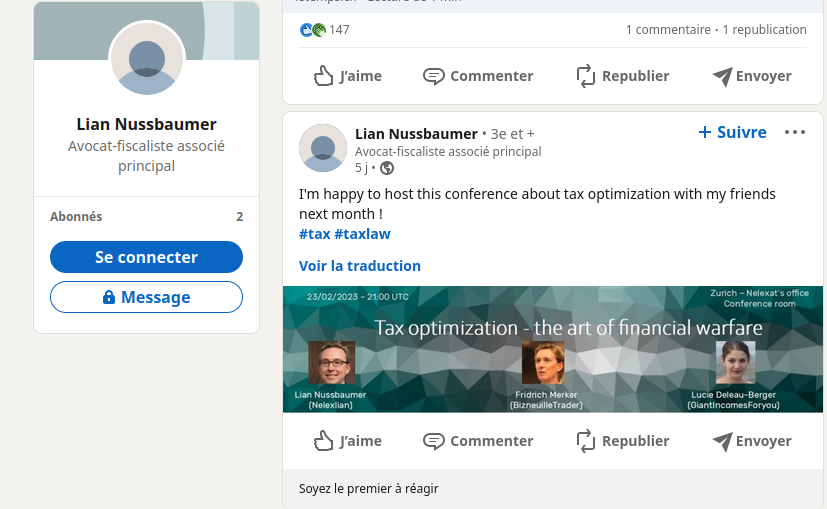 147
1 commentaire · 1 republication
J'aime
Commenter
Republier
Envoyer
Lian Nussbaumer
Avocat-fiscaliste associé
principal
Abonnés 2
Se connecter
Message
Lian Nussbaumer • 3e et +
+ Suivre
Avocat-fiscaliste associé principal
5 j •
I'm happy to host this conference about tax optimization with my friends
next month !
#tax #taxlaw
Voir la traduction
23/02/2023 – 21:00 UTC
Zurich – Nelexat's office
Conference room
Tax optimization - the art of financial warfare
Lian Nussbaumer
(Nelexlian)
Fridrich Merker
(BizneuilleTrader)
Lucie Deleau-Berger
(GiantIncomesForyou)
J'aime
Commenter
Republier
Envoyer
Soyez le premier à réagir